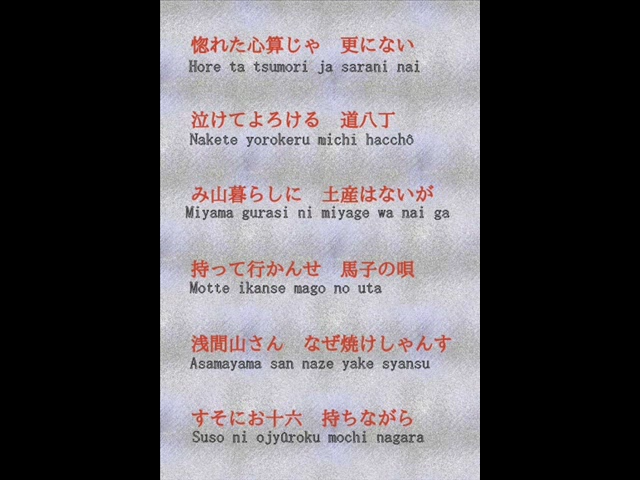 惚れた心算じゃ　更にない
Hore ta tsumori ja sarani nai
泣けてよろける　道八丁
Nakete yorokeru michi hacchô
み山暮らしに　土産はないが
Miyama gurasi ni miyage wa nai ga
持って行かんせ　馬子の唄
Motte ikanse mago no uta
浅間山さん　なぜ焼けしゃんす
Asamayama san naze yake syansu
すそにお十六　持ちながら
Suso ni ojyûroku mochi nagara